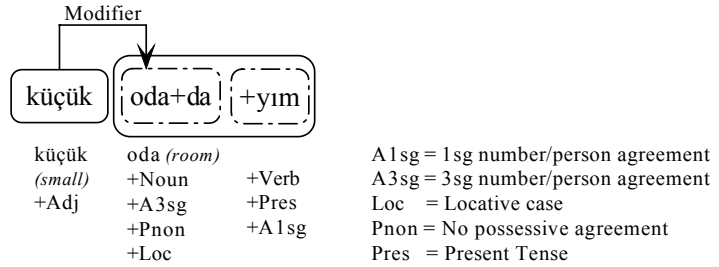 Modifier
küçük oda+da +yım
küçük oda (room) A1sg = 1sg number/person agreement
(small) +Noun +Verb A3sg = 3sg number/person agreement
+Adj +A3sg +Pres Loc = Locative case
+Pnon +A1sg Pnon = No possessive agreement
+Loc Pres = Present Tense